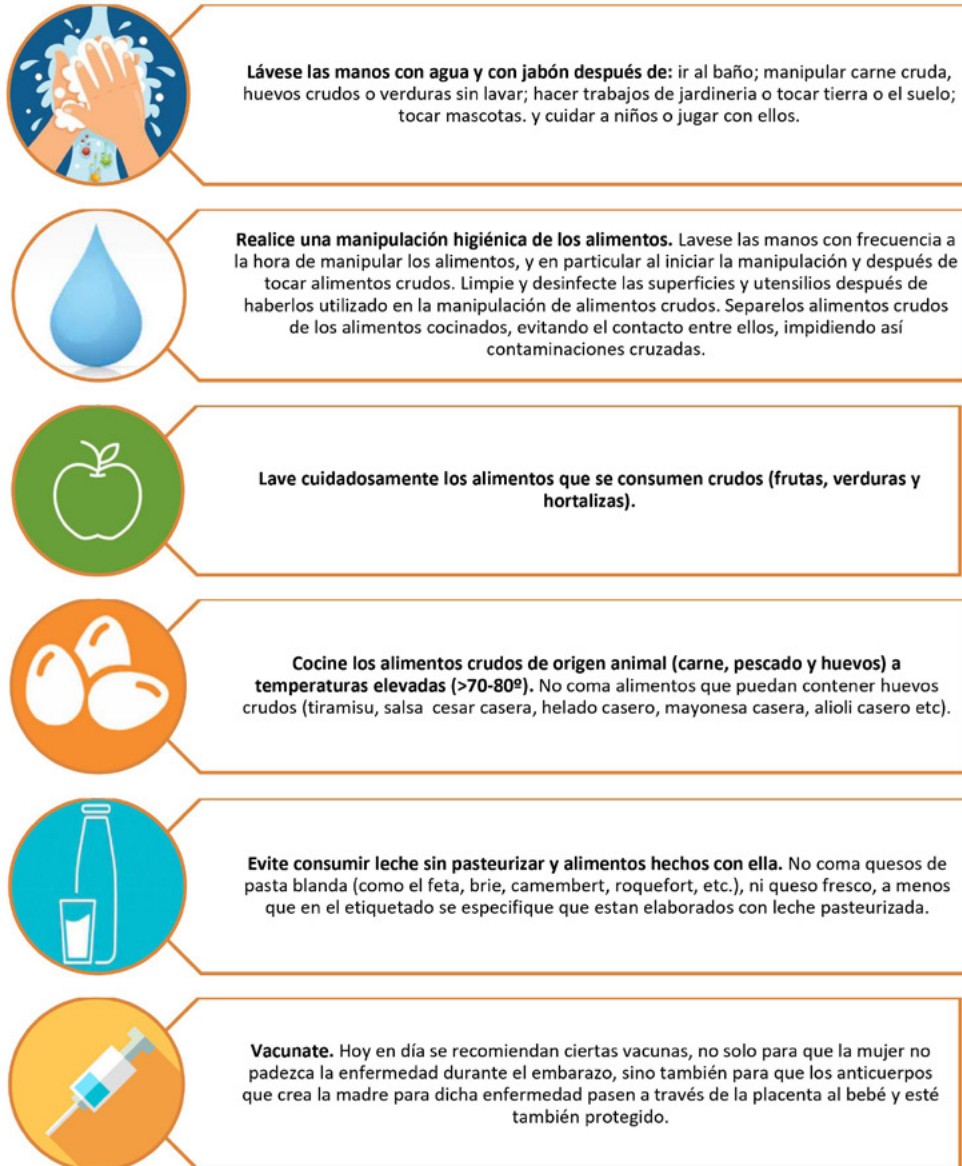 Lávese las manos con agua y con jabón después de: ir al baño; manipular carne cruda,
huevos crudos o verduras sin lavar; hacer trabajos de jardineria o tocar tierra o el suelo;
tocar mascotas. y cuidar a niños o jugar con ellos.
Realice una manipulación higiénica de los alimentos. Lavese las manos con frecuencia a
la hora de manipular los alimentos, y en particular al iniciar la manipulación y después de
tocar alimentos crudos. Limpie y desinfecte las superficies y utensilios después de
haberlos utilizado en la manipulación de alimentos crudos. Separelos alimentos crudos
de los alimentos cocinados, evitando el contacto entre ellos, impidiendo así
contaminaciones cruzadas.
Lave cuidadosamente los alimentos que se consumen crudos (frutas, verduras y
hortalizas).
Cocine los alimentos crudos de origen animal (carne, pescado y huevos) a
temperaturas elevadas (>70-80º). No coma alimentos que puedan contener huevos
crudos (tiramisu, salsa cesar casera, helado casero, mayonesa casera, alioli casero etc).
Evite consumir leche sin pasteurizar y alimentos hechos con ella. No coma quesos de
pasta blanda (como el feta, brie, camembert, roquefort, etc.), ni queso fresco, a menos
que en el etiquetado se especifique que estan elaborados con leche pasteurizada.
Vacunate. Hoy en día se recomiendan ciertas vacunas, no solo para que la mujer no
padezca la enfermedad durante el embarazo, sino también para que los anticuerpos
que crea la madre para dicha enfermedad pasen a través de la placenta al bebé y esté
también protegido.